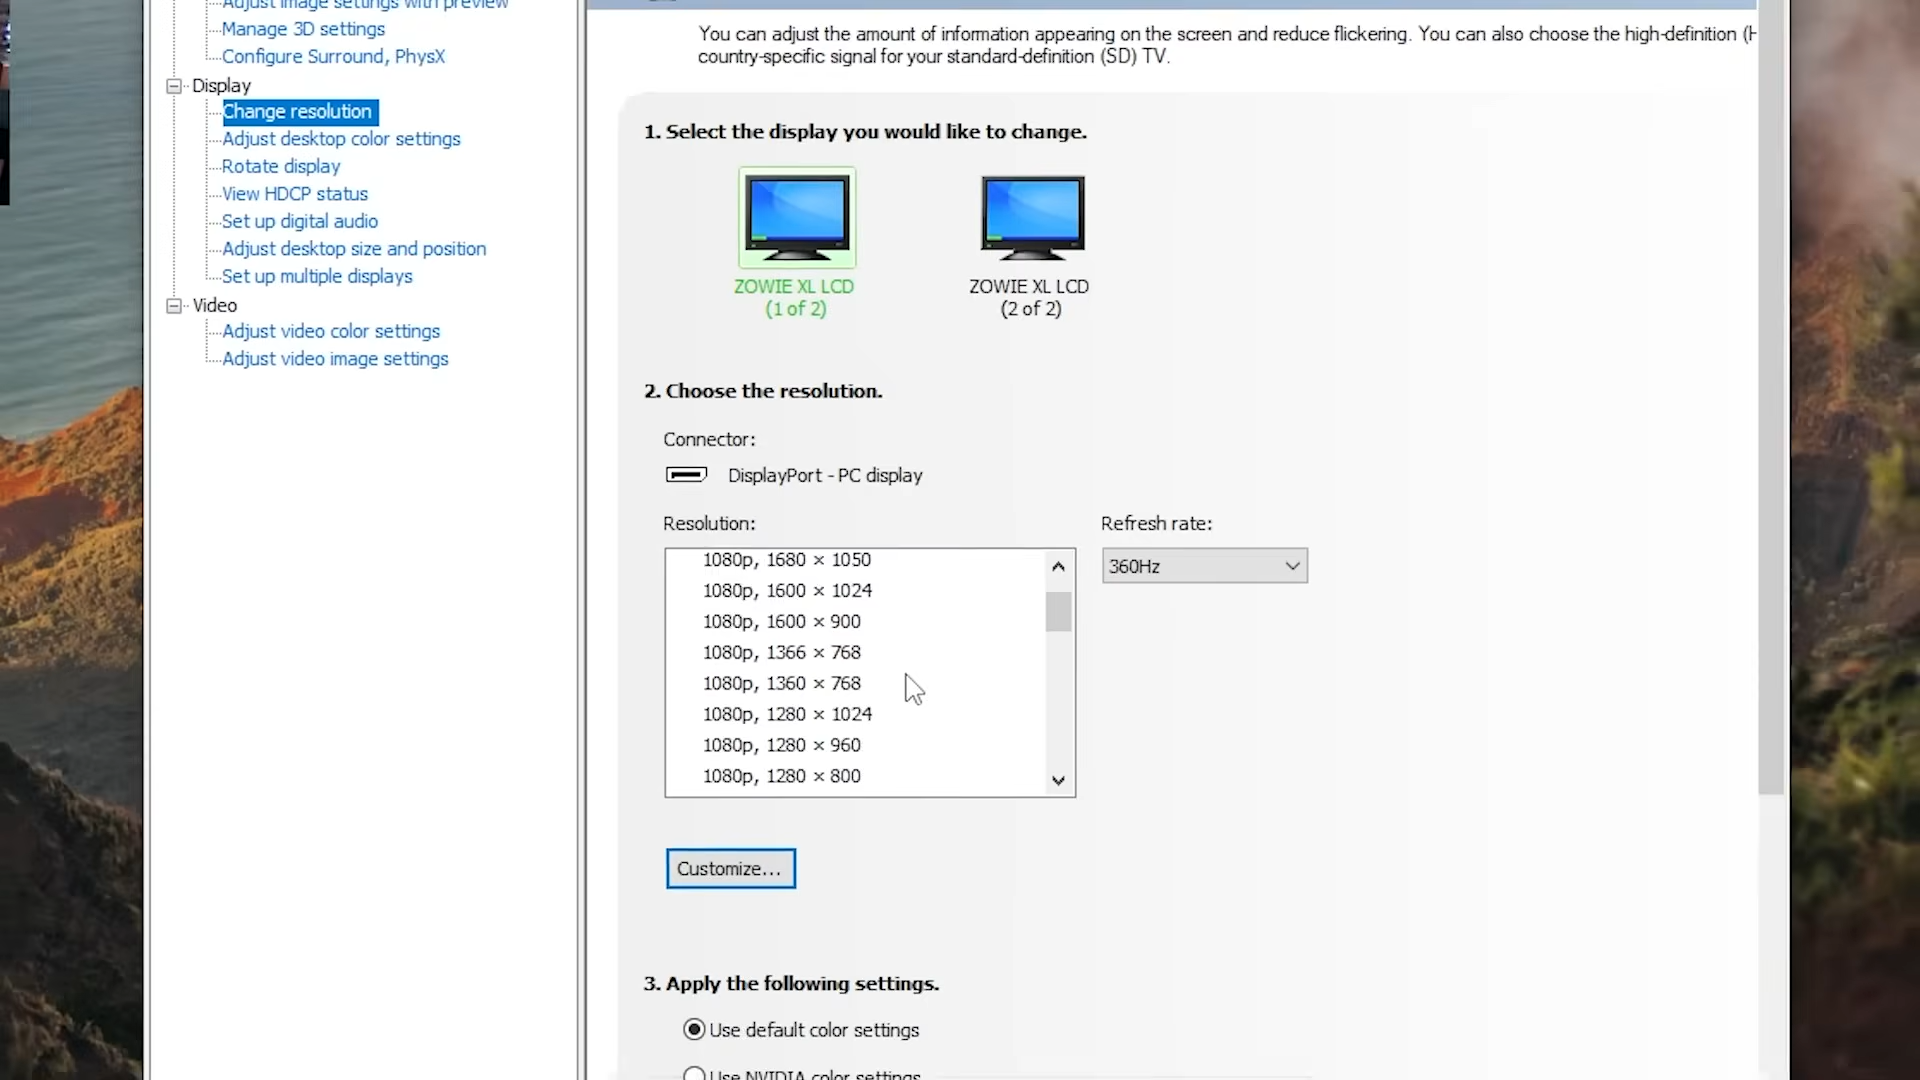 Adjust image settings with preview
Manage 3D settings
Configure Surround, PhysX
Display
Change resolution
Adjust desktop color settings
Rotate display
View HDCP status
Set up digital audio
Adjust desktop size and position
Set up multiple displays
Video
Adjust video color settings
Adjust video image settings
You can adjust the amount of information appearing on the screen and reduce flickering. You can also choose the high-definition (H
country-specific signal for your standard-definition (SD) TV.
1. Select the display you would like to change.
ZOWIE XL LCD
(1 of 2)
ZOWIE XL LCD
(2 of 2)
2. Choose the resolution.
Connector:
DisplayPort - PC display
Resolution:
Refresh rate:
1080p, 1680 × 1050
360Hz
1080p, 1600 × 1024
1080p, 1600 × 900
1080p, 1366 × 768
1080p, 1360 × 768
1080p, 1280 × 1024
1080p, 1280 × 960
1080p, 1280 × 800
Customize...
3. Apply the following settings.
Use default color settings
Use NVIDIA color settings